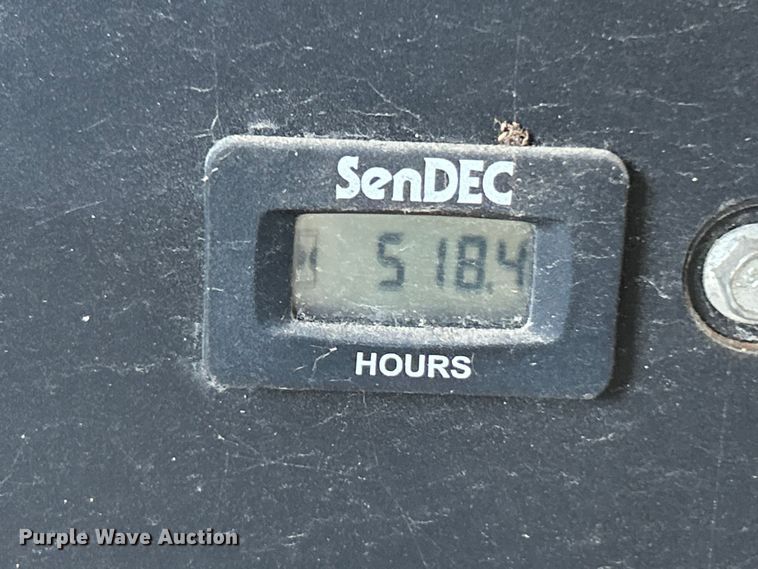 SenDEC
518.4
HOURS
Purple Wave Auction